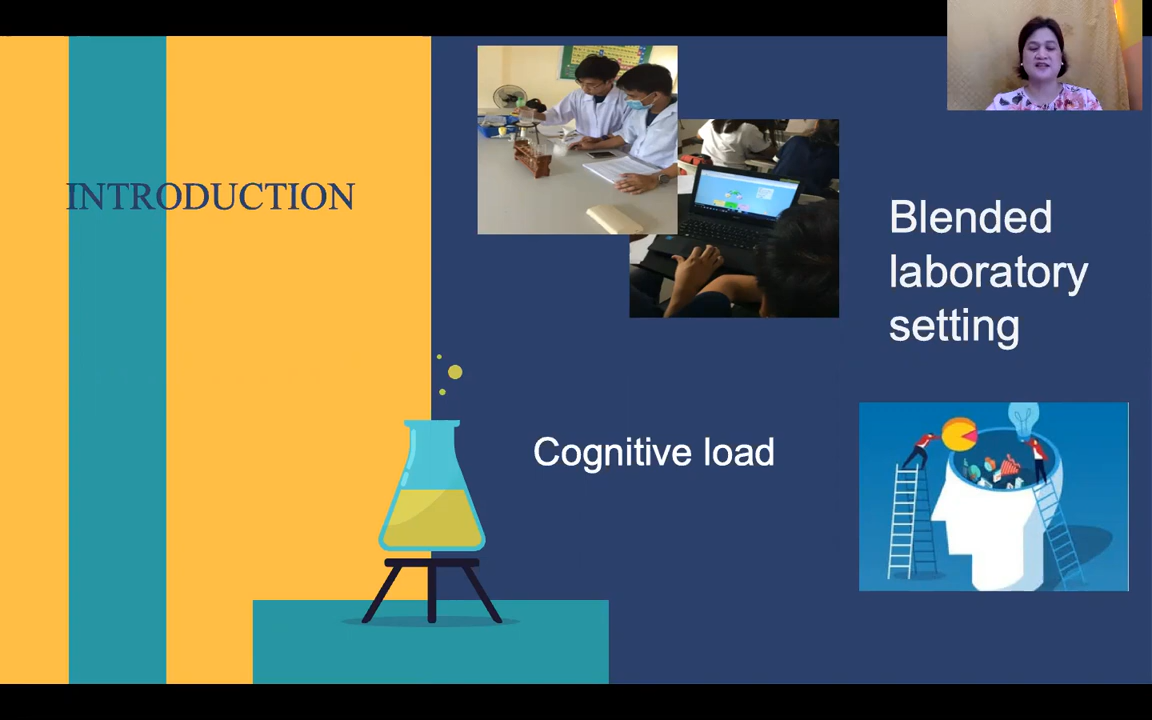 INTRODUCTION
Blended
laboratory
setting
Cognitive load